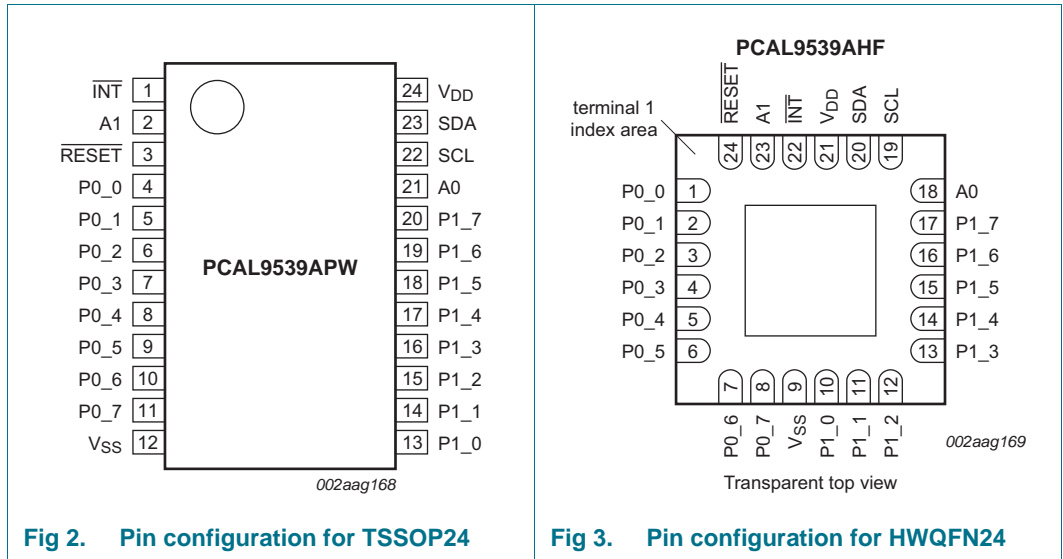 INT 1 24 VDD
A1 2 23 SDA
RESET 3 22 SCL
P0_0 4 21 A0
P0_1 5 20 P1_7
P0_2 6 19 P1_6
P0_3 7 18 P1_5
PCAL9539APW
P0_4 8 17 P1_4
P0_5 9 16 P1_3
P0_6 10 15 P1_2
P0_7 11 14 P1_1
VSS 12 13 P1_0
002aag168
Fig 2. Pin configuration for TSSOP24
PCAL9539AHF
terminal 1
index area
RESET A1 INT VDD SDA SCL
24 23 22 21 20 19
P0_0 1 18 A0
P0_1 2 17 P1_7
P0_2 3 16 P1_6
P0_3 4 15 P1_5
P0_4 5 14 P1_4
P0_5 6 13 P1_3
7 8 9 10 11 12
P0_6 P0_7 VSS P1_0 P1_1 P1_2
002aag169
Transparent top view
Fig 3. Pin configuration for HWQFN24